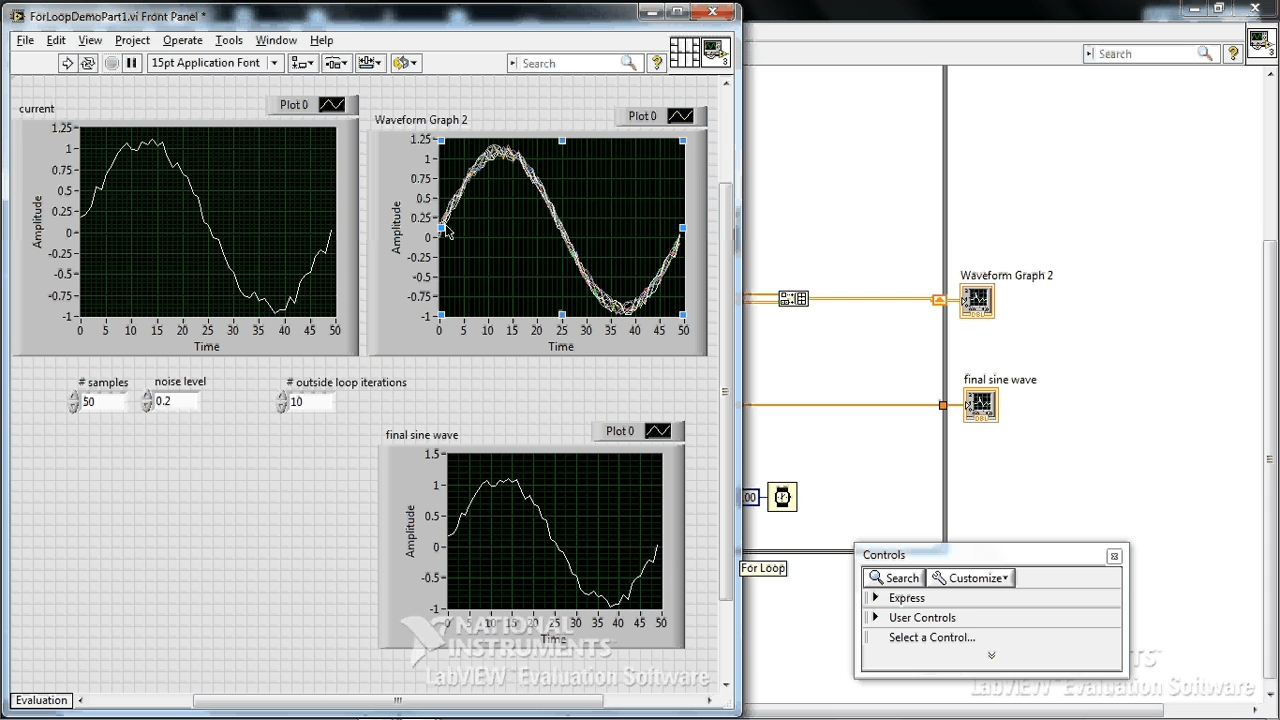 ForLoopDemoPart1.vi Front Panel *
File Edit View Project Operate Tools Window Help
15pt Application Font
Search
?
3
Search
?
3
current
Plot 0
1.25
1
0.75
0.5
0.25
0
-0.25
-0.5
-0.75
-1
Amplitude
0 5 10 15 20 25 30 35 40 45 50
Time
Waveform Graph 2
Plot 0
1.25
1
0.75
0.5
0.25
0
-0.25
-0.5
-0.75
-1
Amplitude
0 5 10 15 20 25 30 35 40 45 50
Time
# samples
50
noise level
0.2
# outside loop iterations
10
final sine wave
Plot 0
1.5
1
0.5
0
-0.5
-1
Amplitude
0 5 10 15 20 25 30 35 40 45 50
Time
NATIONAL
INSTRUMENTS
LabVIEW™ Evaluation Software
Evaluation
Waveform Graph 2
DBL
final sine wave
DBL
00
For Loop
Controls
Search Customize
Express
User Controls
Select a Control...
LabVIEW™ Evaluation Software